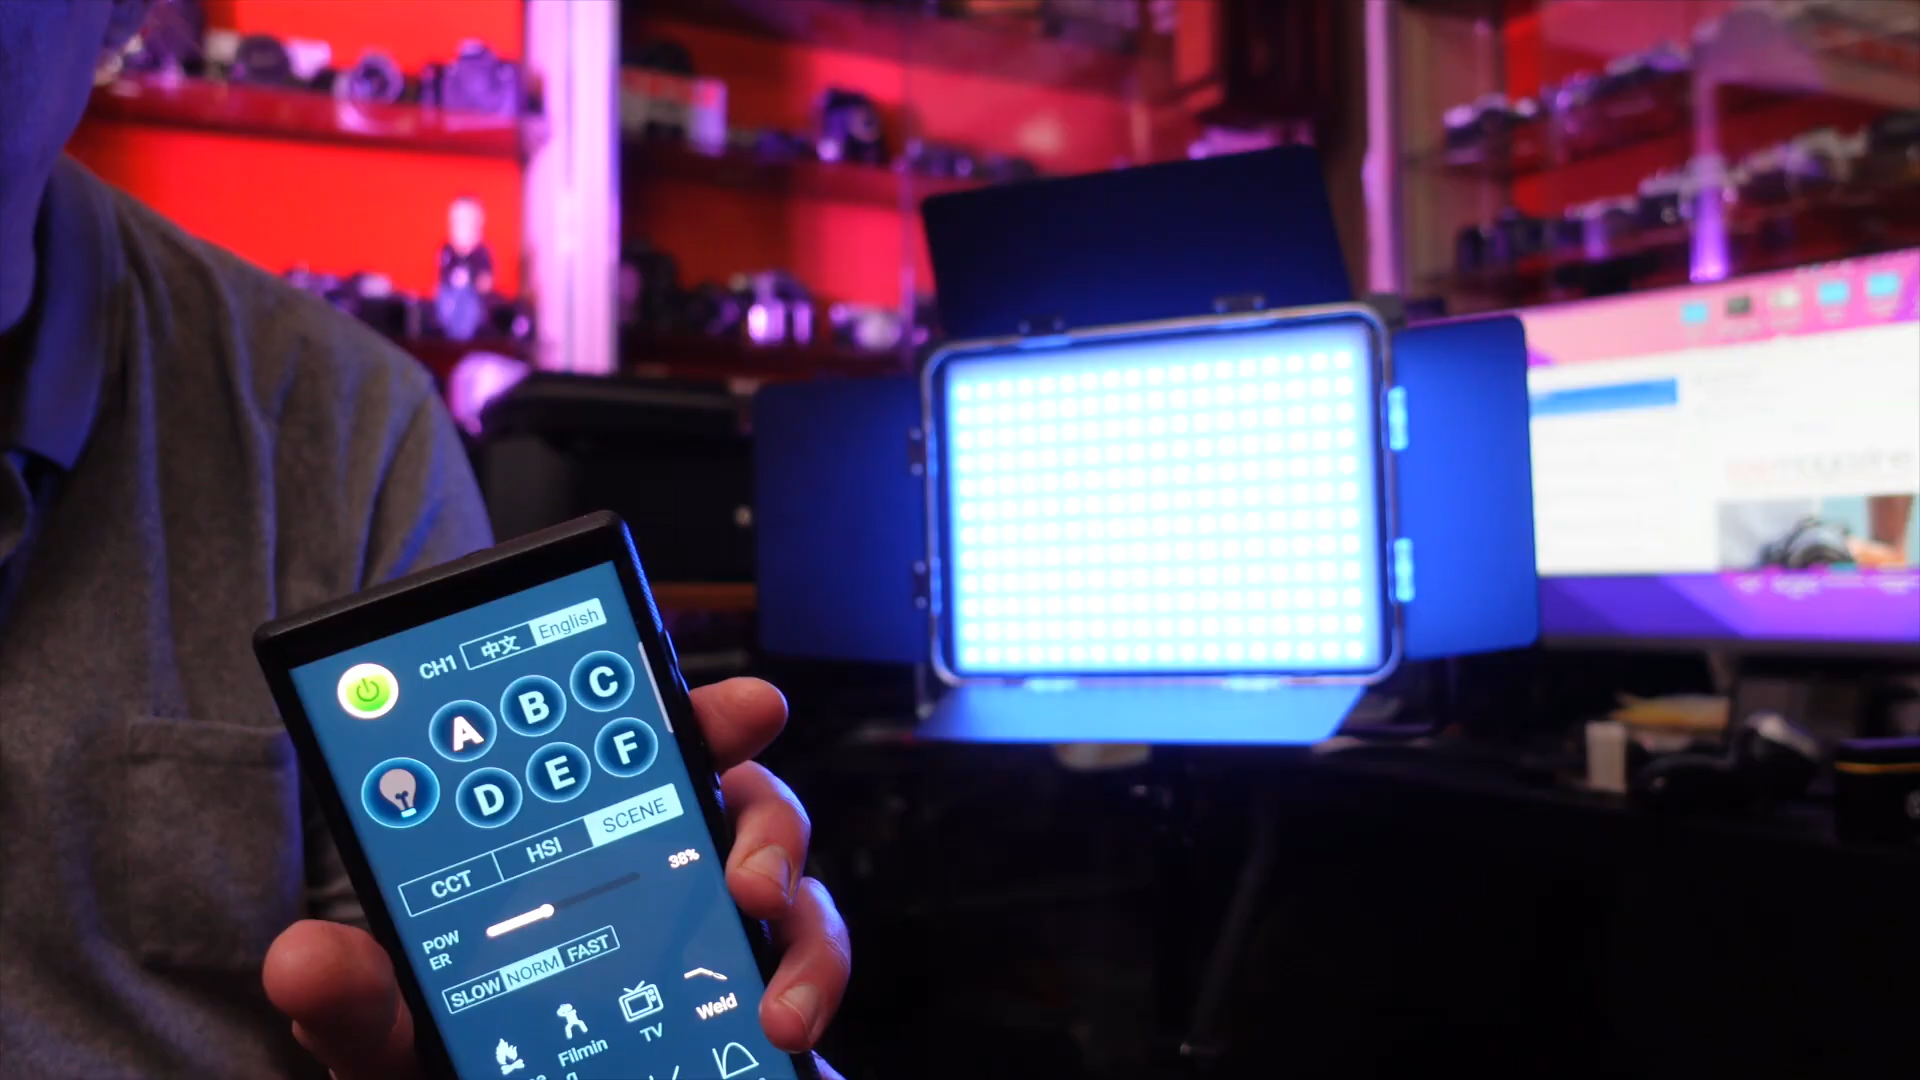 CH1 中文 English
A B C
D E F
CCT HSI SCENE
38%
POW
ER
SLOW NORM FAST
Filmin TV Weld